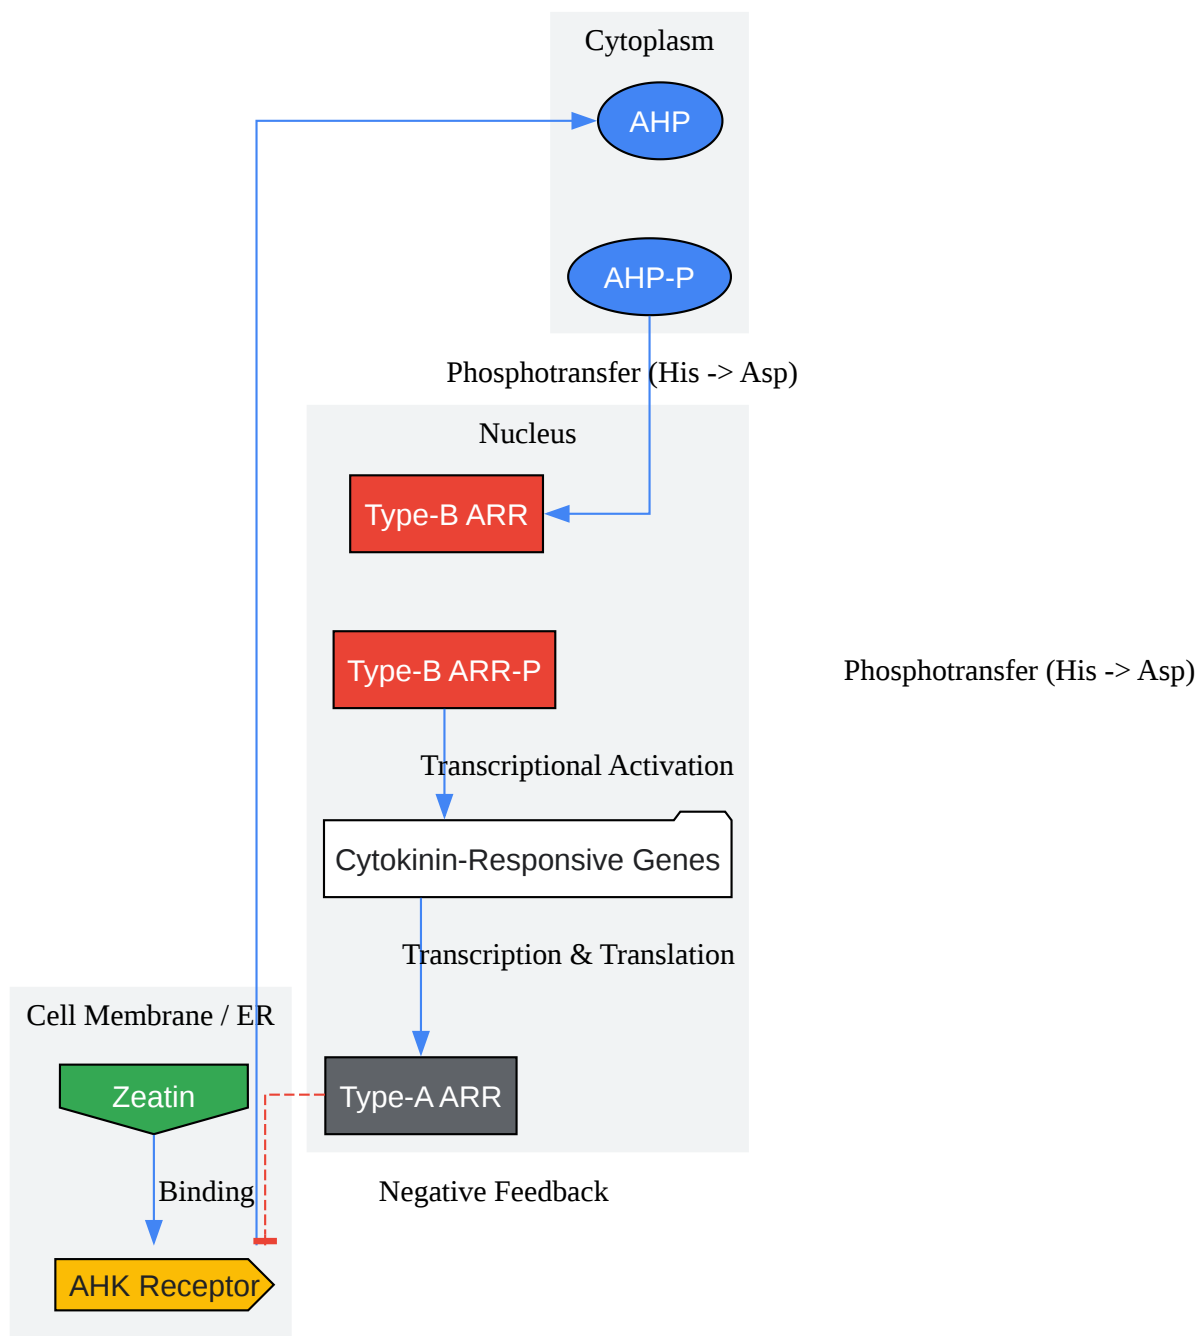 Cytoplasm
AHP
AHP-P
Phosphotransfer (His -> Asp)
Nucleus
Type-B ARR
Type-B ARR-P
Phosphotransfer (His -> Asp)
Transcriptional Activation
Cytokinin-Responsive Genes
Transcription & Translation
Cell Membrane / ER
Zeatin
Type-A ARR
Binding
Negative Feedback
AHK Receptor